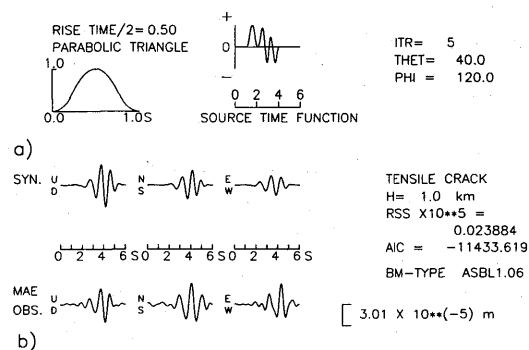 RISE TIME/2= 0.50
PARABOLIC TRIANGLE
1.0
0.0 1.0S
+
0
−
0 2 4 6
SOURCE TIME FUNCTION
ITR= 5
THET= 40.0
PHI = 120.0
a)
SYN. U D N S E W
0 2 4 6 S 0 2 4 6 S 0 2 4 6 S
MAE
OBS. U D N S E W
TENSILE CRACK
H= 1.0 km
RSS X10**5 =
0.023884
AIC = -11433.619
BM-TYPE ASBL1.06
3.01 X 10**(-5) m
b)